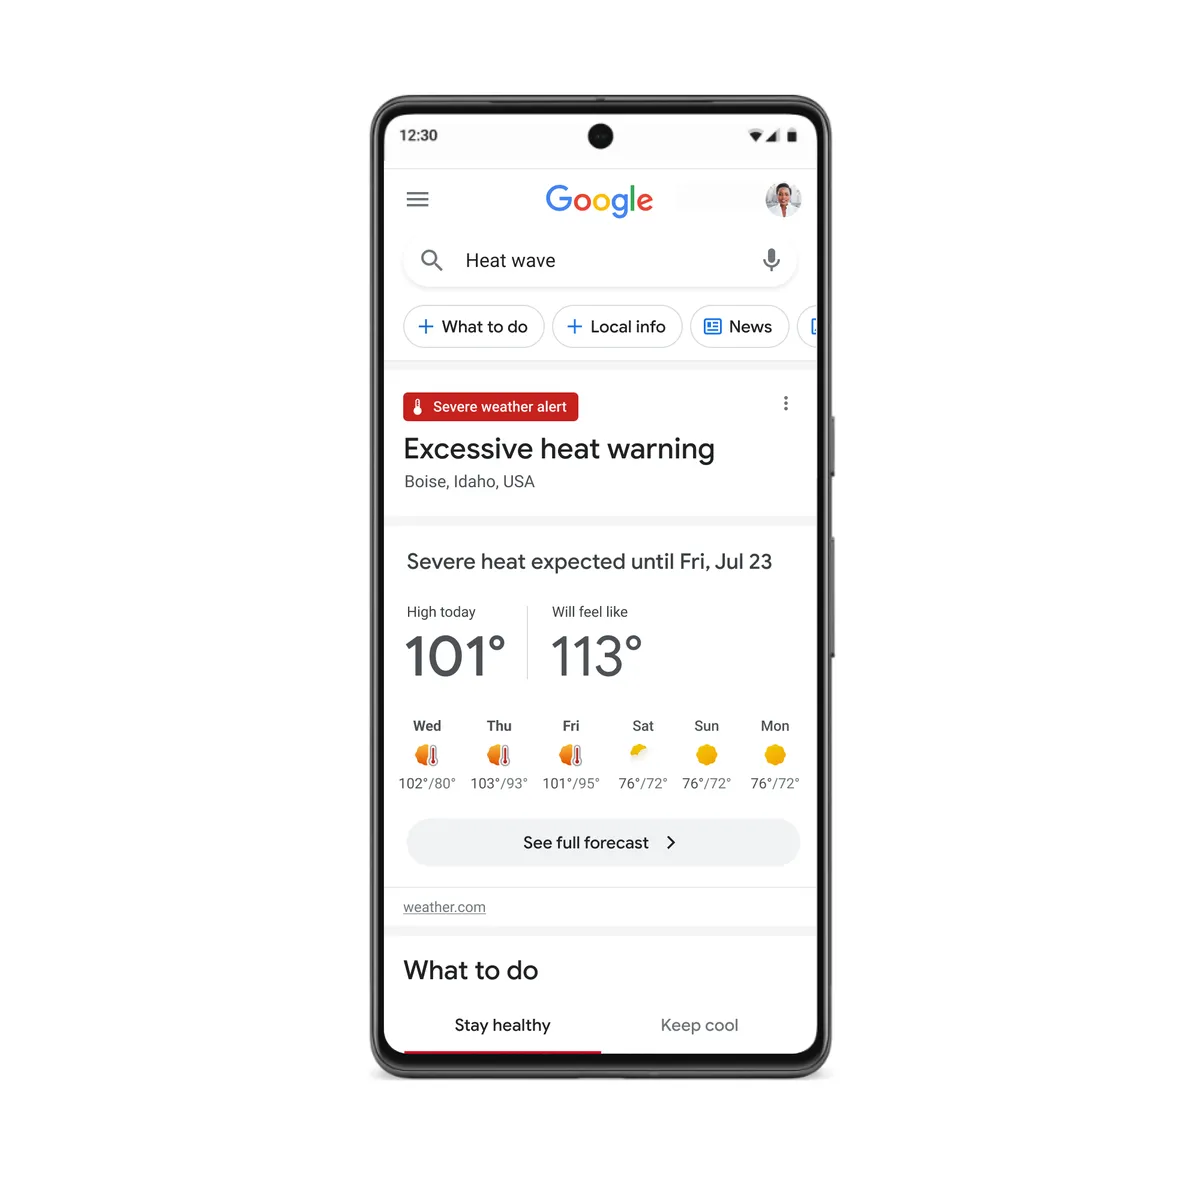 12:30
Google
Heat wave
What to do Local info News
Severe weather alert
Excessive heat warning
Boise, Idaho, USA
Severe heat expected until Fri, Jul 23
High today Will feel like
101° 113°
Wed Thu Fri Sat Sun Mon
102°/80° 103°/93° 101°/95° 76°/72° 76°/72° 76°/72°
See full forecast
weather.com
What to do
Stay healthy Keep cool